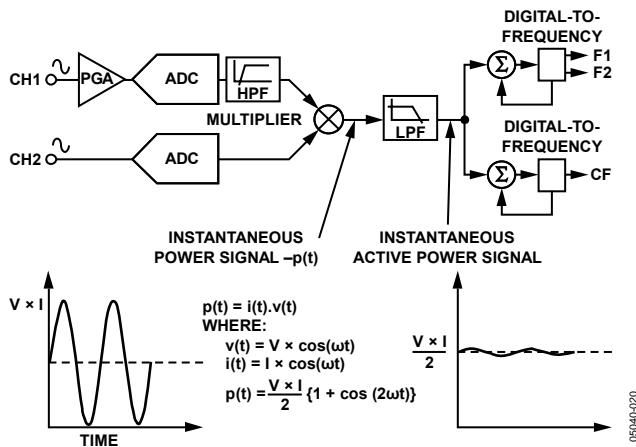 DIGITAL-TO-
FREQUENCY
F1
F2
CH1
PGA
ADC
HPF
MULTIPLIER
LPF
Σ
CH2
ADC
DIGITAL-TO-
FREQUENCY
Σ
CF
INSTANTANEOUS
POWER SIGNAL –p(t)
INSTANTANEOUS
ACTIVE POWER SIGNAL
V × I
p(t) = i(t).v(t)
WHERE:
v(t) = V × cos(ωt)
i(t) = I × cos(ωt)
p(t) = V × I / 2 {1 + cos (2ωt)}
V × I
2
TIME
05040-020